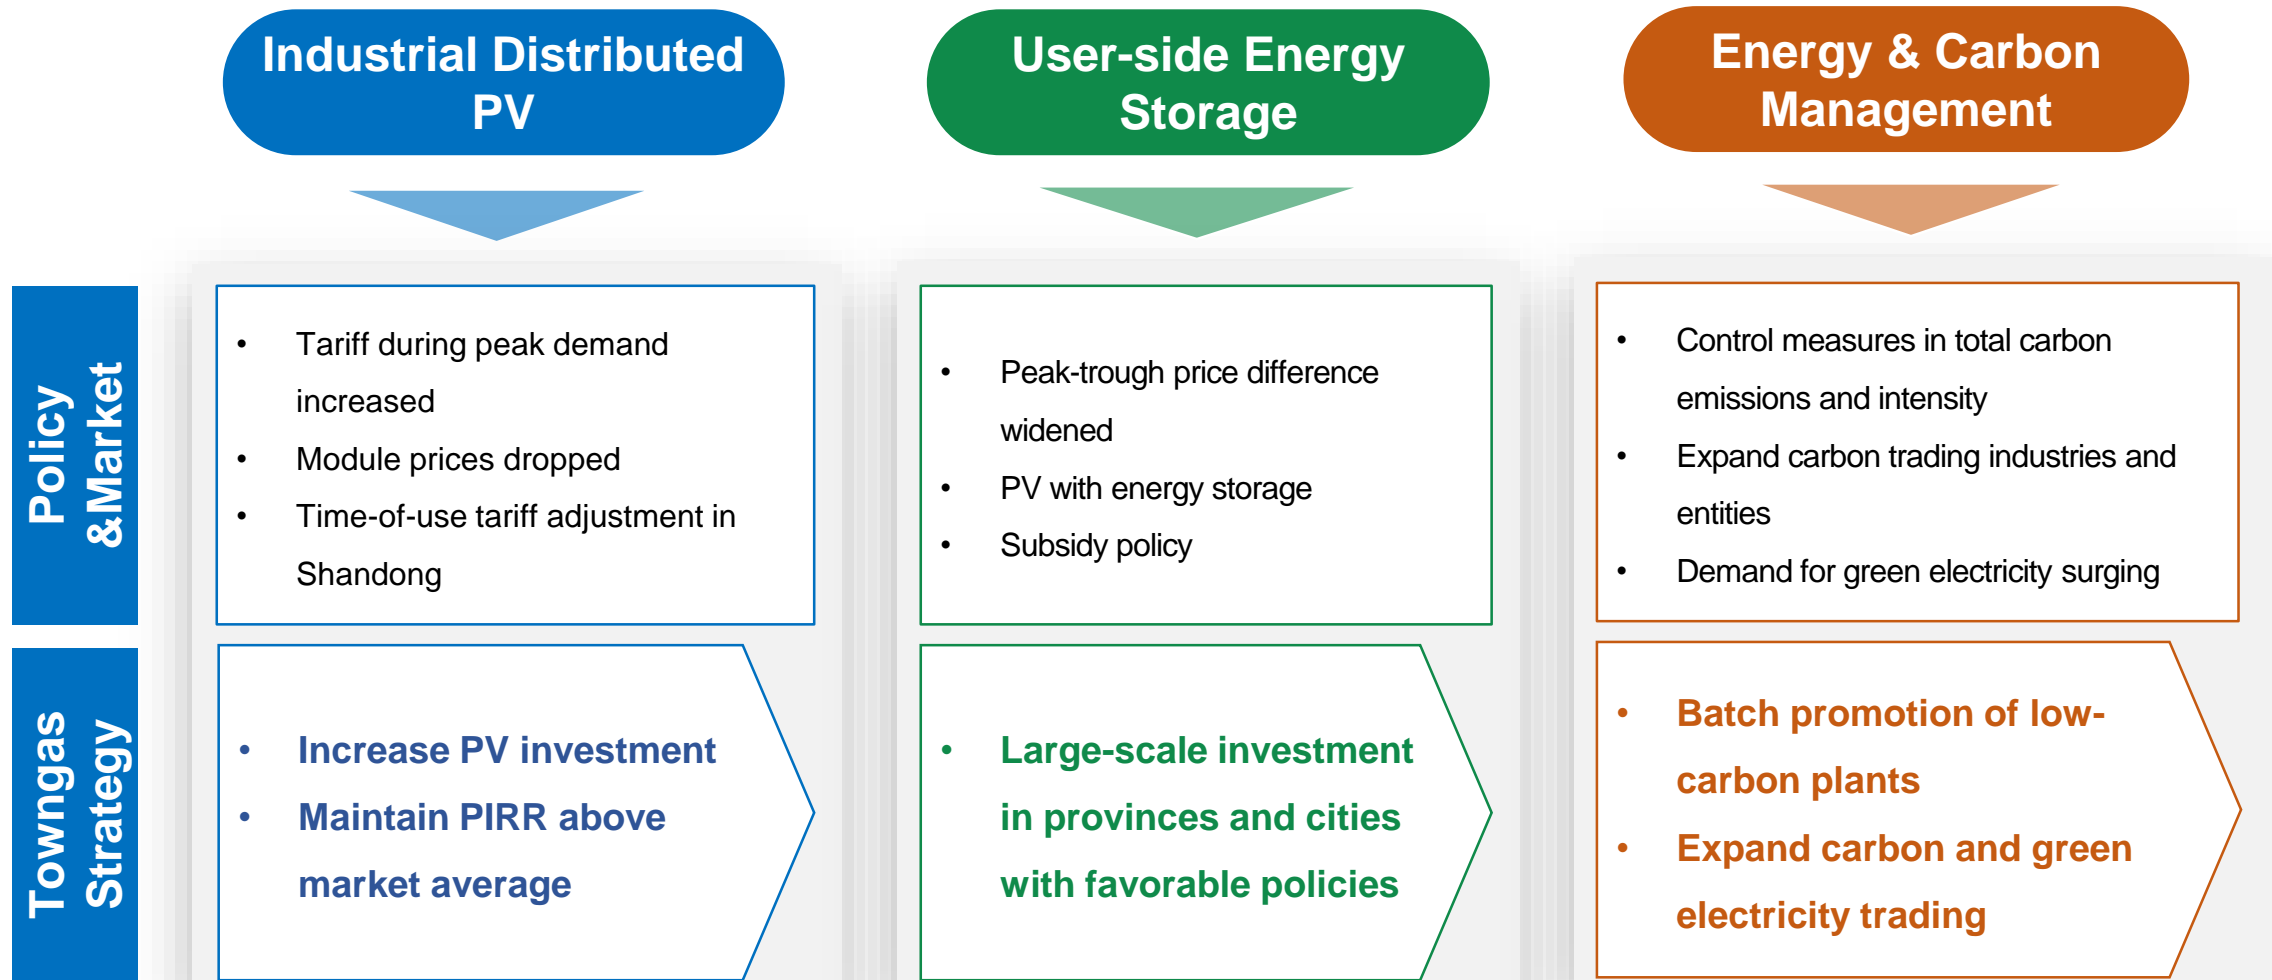 Industrial Distributed
PV
User-side Energy
Storage
Energy & Carbon
Management
Policy
&Market
• Tariff during peak demand
increased
• Module prices dropped
• Time-of-use tariff adjustment in
Shandong
• Peak-trough price difference
widened
• PV with energy storage
• Subsidy policy
• Control measures in total carbon
emissions and intensity
• Expand carbon trading industries and
entities
• Demand for green electricity surging
Towngas
Strategy
• Increase PV investment
• Maintain PIRR above
market average
• Large-scale investment
in provinces and cities
with favorable policies
• Batch promotion of low-
carbon plants
• Expand carbon and green
electricity trading